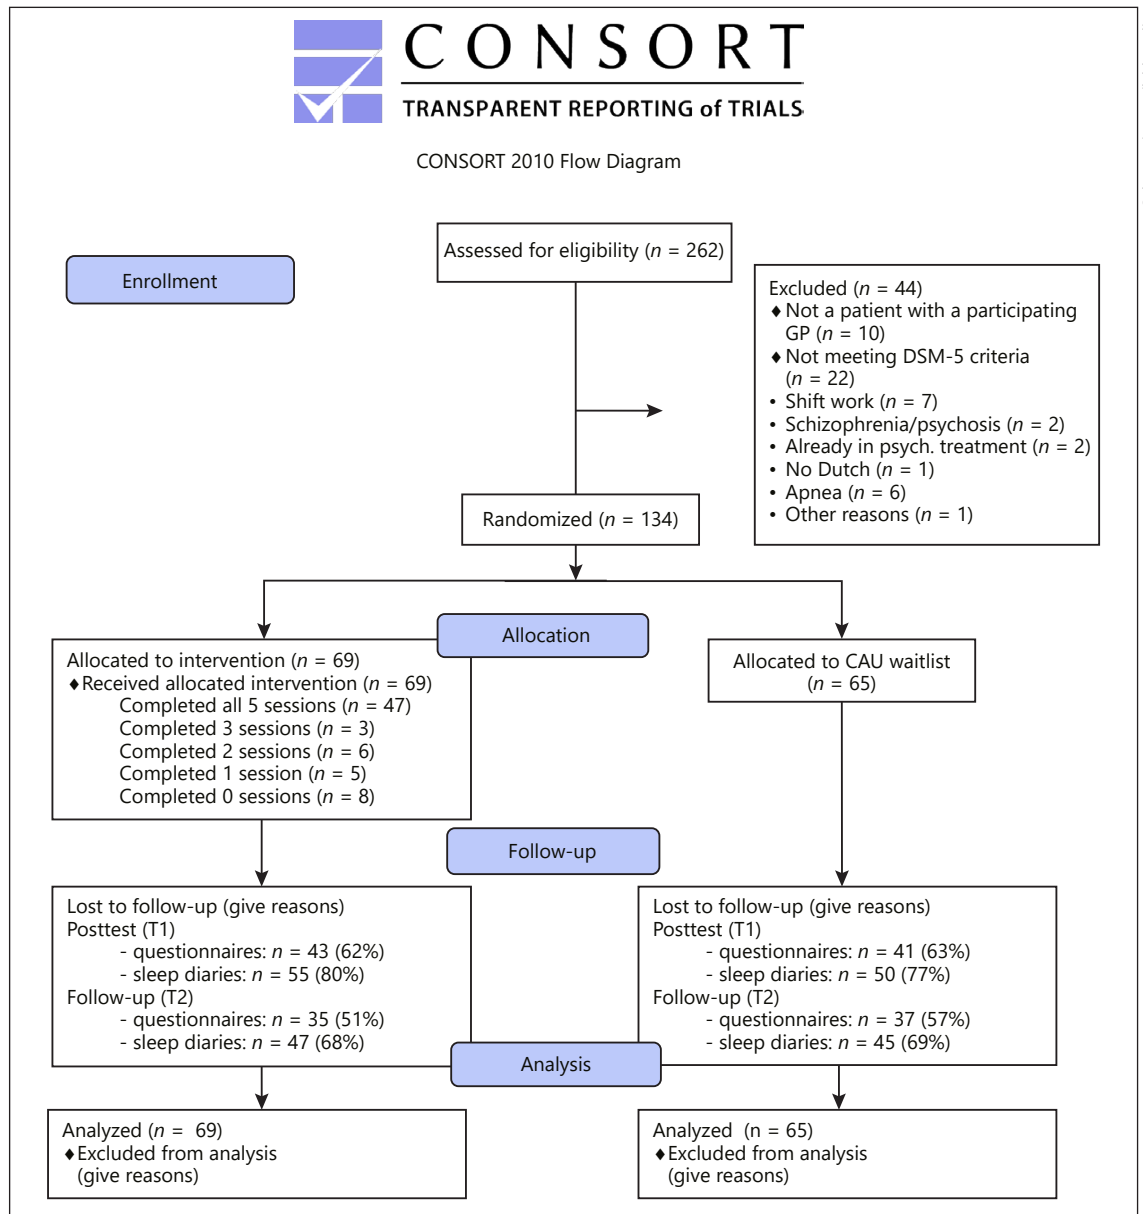 CONSORT
TRANSPARENT REPORTING of TRIALS
CONSORT 2010 Flow Diagram
Assessed for eligibility (n = 262)
Enrollment
Excluded (n = 44)
♦ Not a patient with a participating
GP (n = 10)
♦ Not meeting DSM-5 criteria
(n = 22)
• Shift work (n = 7)
• Schizophrenia/psychosis (n = 2)
• Already in psych. treatment (n = 2)
• No Dutch (n = 1)
• Apnea (n = 6)
• Other reasons (n = 1)
Randomized (n = 134)
Allocation
Allocated to intervention (n = 69)
♦ Received allocated intervention (n = 69)
Completed all 5 sessions (n = 47)
Completed 3 sessions (n = 3)
Completed 2 sessions (n = 6)
Completed 1 session (n = 5)
Completed 0 sessions (n = 8)
Allocated to CAU waitlist
(n = 65)
Follow-up
Lost to follow-up (give reasons)
Posttest (T1)
- questionnaires: n = 43 (62%)
- sleep diaries: n = 55 (80%)
Follow-up (T2)
- questionnaires: n = 35 (51%)
- sleep diaries: n = 47 (68%)
Lost to follow-up (give reasons)
Posttest (T1)
- questionnaires: n = 41 (63%)
- sleep diaries: n = 50 (77%)
Follow-up (T2)
- questionnaires: n = 37 (57%)
- sleep diaries: n = 45 (69%)
Analysis
Analyzed (n = 69)
♦ Excluded from analysis
(give reasons)
Analyzed (n = 65)
♦ Excluded from analysis
(give reasons)